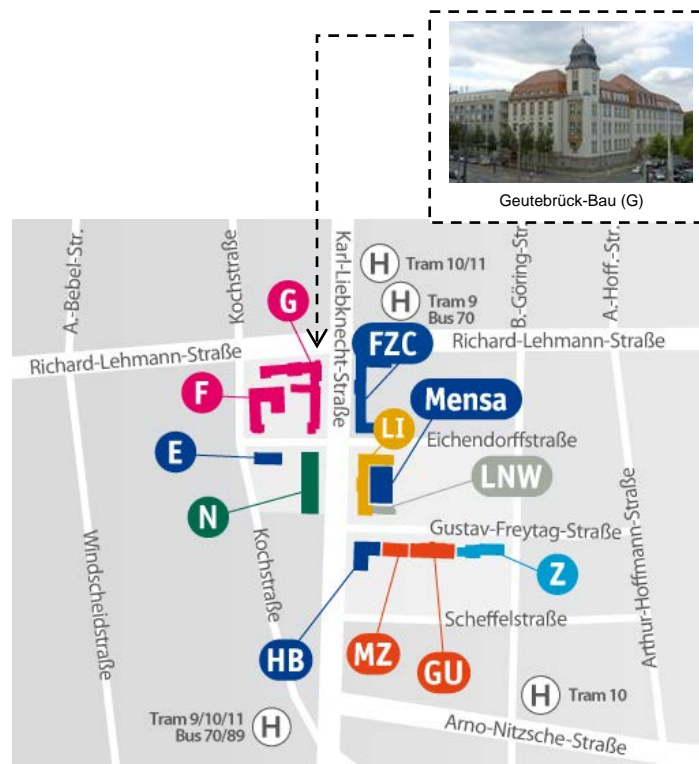 Geutebrück-Bau (G)
A.-Bebel-Str.
Kochstraße
Karl-Liebknecht-Straße
H Tram 10/11
H Tram 9
Bus 70
B.-Göring-Str
A.-Hoff.-Str.
G
FZC
Richard-Lehmann-Straße
Richard-Lehmann-Straße
F
Mensa
LI
Eichendorffstraße
E
LNW
N
Gustav-Freytag-Straße
Windscheidstraße
Kochstraße
Z
Arthur-Hoffmann-Straße
Scheffelstraße
HB
MZ
GU
H Tram 10
Tram 9/10/11
Bus 70/89 H
Arno-Nitzsche-Straße